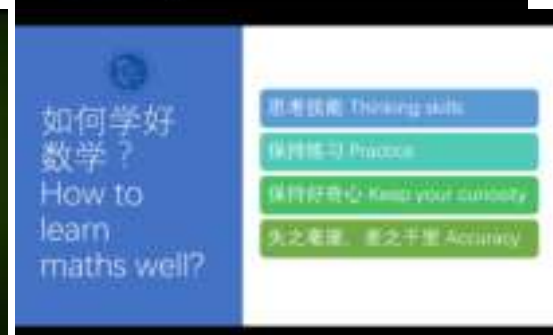 如何学好
数学？
How to
learn
maths well?
思考技能 Thinking skills
保持练习 Practice
保持好奇心 Keep your curiosity
失之毫厘，差之千里 Accuracy